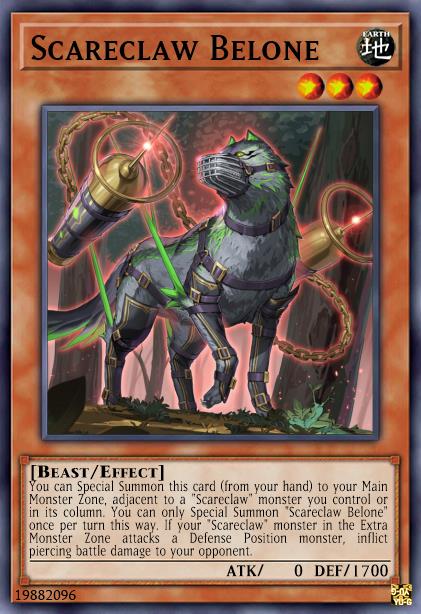 Scareclaw Belone
EARTH
地
[Beast/Effect]
You can Special Summon this card (from your hand) to your Main
Monster Zone, adjacent to a "Scareclaw" monster you control or
in its column. You can only Special Summon "Scareclaw Belone"
once per turn this way. If your "Scareclaw" monster in the Extra
Monster Zone attacks a Defense Position monster, inflict
piercing battle damage to your opponent.
ATK/ 0 DEF/1700
19882096